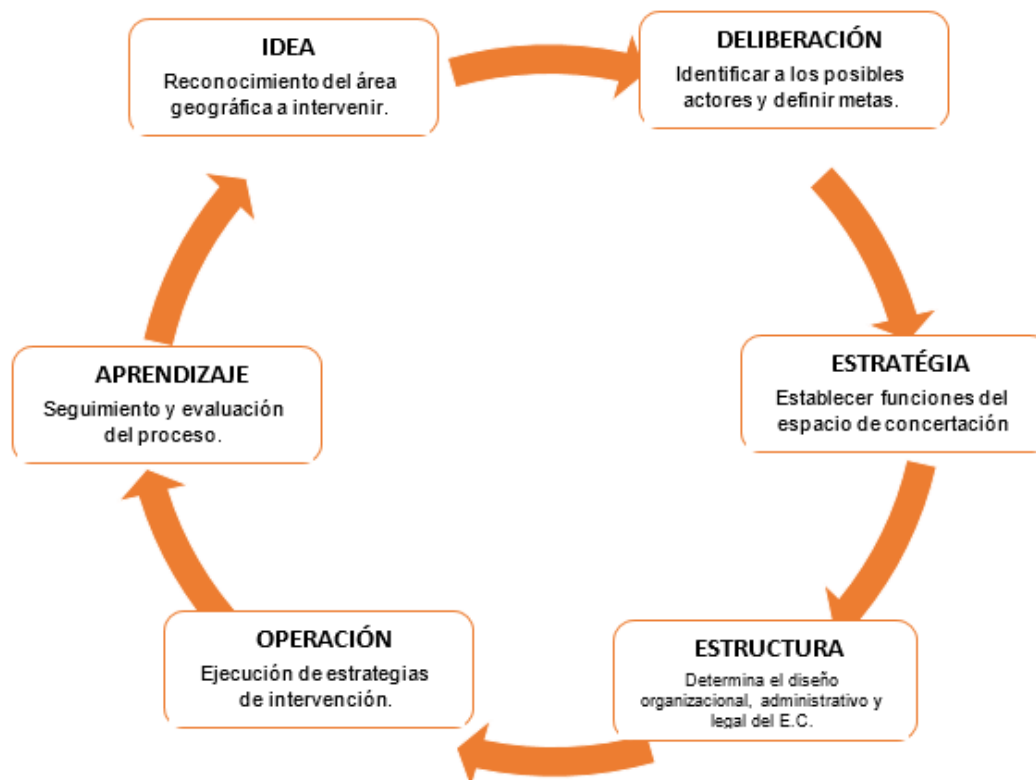 IDEA
Reconocimiento del área
geográfica a intervenir.
DELIBERACIÓN
Identificar a los posibles
actores y definir metas.
ESTRATÉGIA
Establecer funciones del
espacio de concertación
ESTRUCTURA
Determina el diseño
organizacional, administrativo y
legal del E.C.
OPERACIÓN
Ejecución de estrategias
de intervención.
APRENDIZAJE
Seguimiento y evaluación
del proceso.